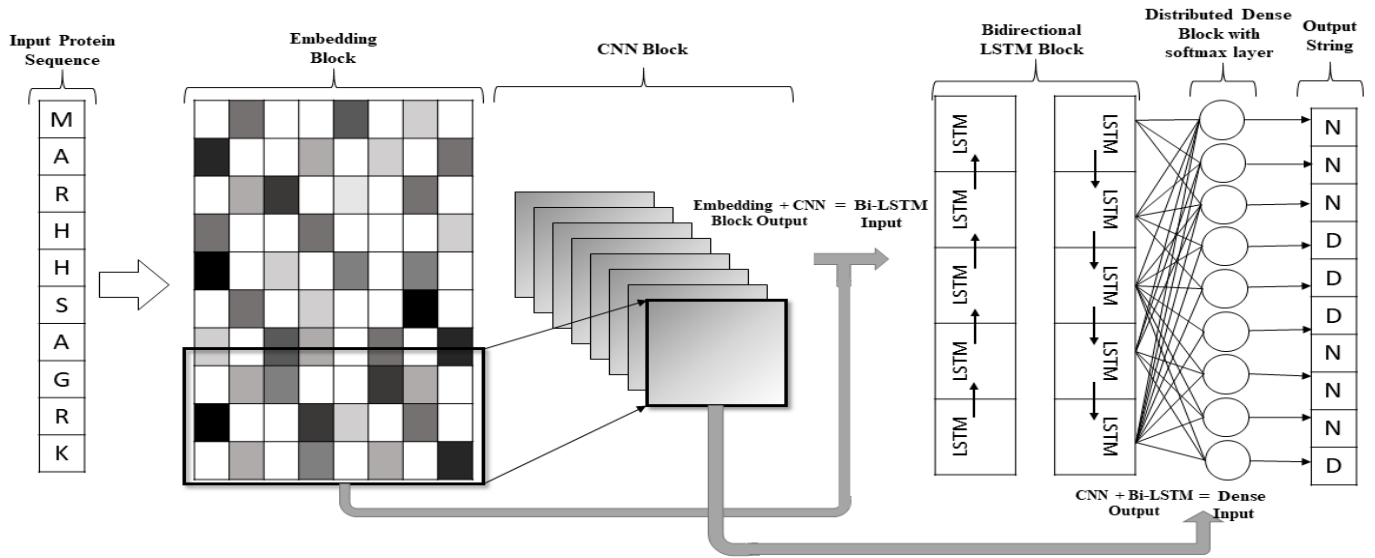 Input Protein
Sequence
Embedding
Block
CNN Block
Bidirectional
LSTM Block
Distributed Dense
Block with
softmax layer
Output
String
M
A
R
H
H
S
A
G
R
K
Embedding + CNN = Bi-LSTM
Block Output Input
LSTM
LSTM
LSTM
LSTM
LSTM
LSTM
LSTM
LSTM
LSTM
LSTM
N
N
N
D
D
D
N
N
N
D
CNN + Bi-LSTM = Dense
Output Input